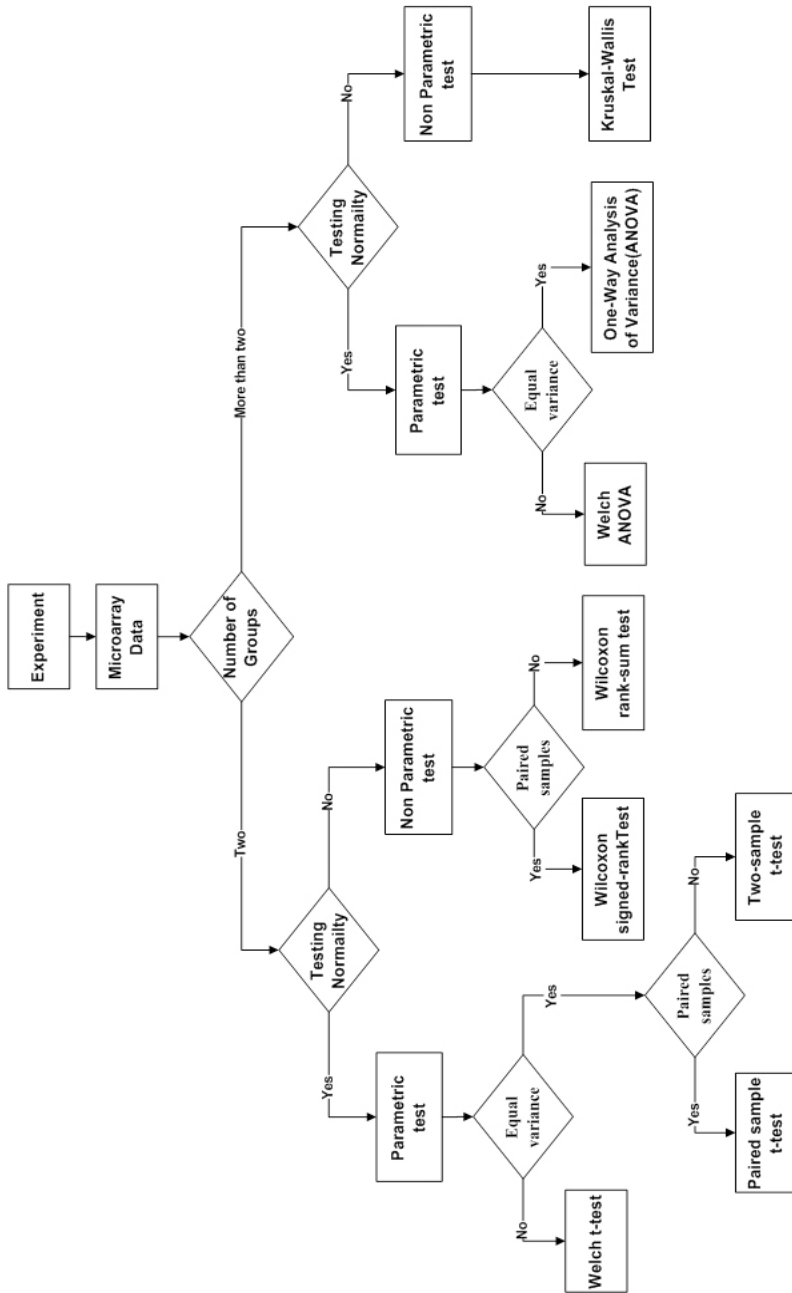 Experiment
Microarray
Data
Number of
Groups
Two
More than two
Testing
Normailty
Yes
No
Parametric
test
Non Parametric
test
Equal
variance
No
Yes
Welch t-test
Paired
samples
Yes
No
Paired sample
t-test
Two-sample
t-test
Paired
samples
Yes
No
Wilcoxon
signed-rankTest
Wilcoxon
rank-sum test
Testing
Normailty
Yes
No
Parametric
test
Non Parametric
test
Equal
variance
No
Yes
Welch
ANOVA
One-Way Analysis
of Variance(ANOVA)
Kruskal-Wallis
Test